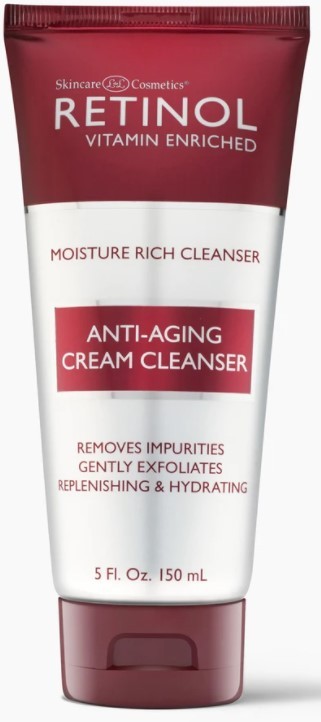 Skincare L&L Cosmetics®
RETINOL
VITAMIN ENRICHED
MOISTURE RICH CLEANSER
ANTI-AGING
CREAM CLEANSER
REMOVES IMPURITIES
GENTLY EXFOLIATES
REPLENISHING & HYDRATING
5 Fl. Oz. 150 mL